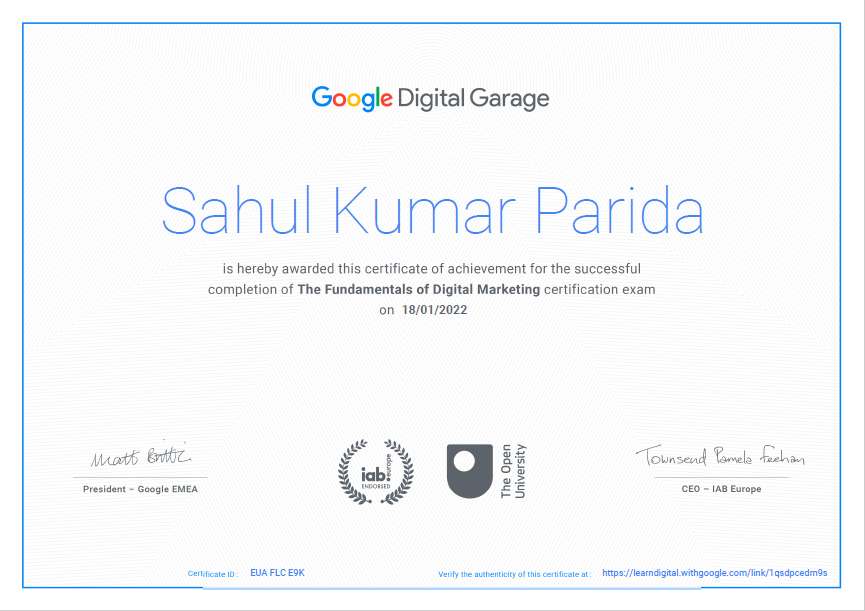 Google Digital Garage
Sahul Kumar Parida
is hereby awarded this certificate of achievement for the successful
completion of The Fundamentals of Digital Marketing certification exam
on 18/01/2022
Matt Brittin
Townsend Pamela Feehan
iab europe
ENDORSED
The Open
University
President – Google EMEA
CEO – IAB Europe
Certificate ID : EUA FLC E9K
Verify the authenticity of this certificate at : https://learndigital.withgoogle.com/link/1qsdpcedm9s